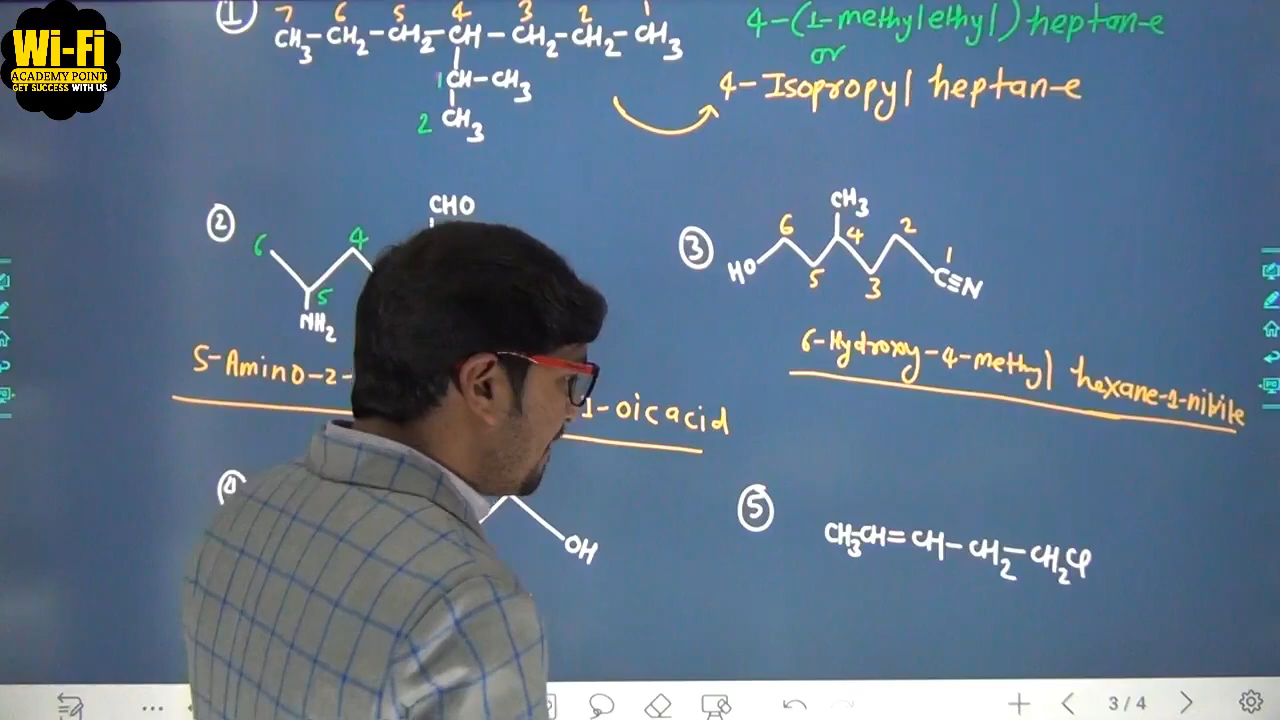 Wi-Fi
ACADEMY POINT
GET SUCCESS WITH US
1
7 6 5 4 3 2 1
CH₃-CH₂-CH₂-CH-CH₂-CH₂-CH₃
1 CH-CH₃
2 CH₃
4-(1-methylethyl) heptan-e
or
4-Isopropyl heptan-e
2
CHO
6 4
5
NH₂
5-Amino-2-
1-oic acid
3
CH₃
6 4 2 1
HO 5 3 C≡N
6-Hydroxy-4-methyl hexane-1-nitrile
OH
5
CH₃CH=CH-CH₂-CH₂Cl
3/4